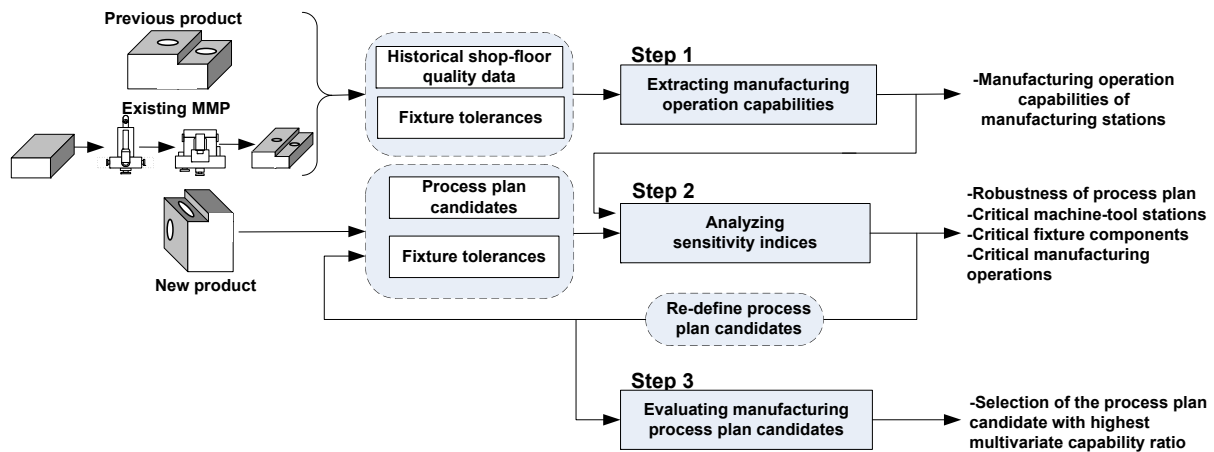 Previous product
Existing MMP
New product
Historical shop-floor
quality data
Fixture tolerances
Process plan
candidates
Fixture tolerances
Step 1
Extracting manufacturing
operation capabilities
-Manufacturing operation
capabilities of
manufacturing stations
Step 2
Analyzing
sensitivity indices
-Robustness of process plan
-Critical machine-tool stations
-Critical fixture components
-Critical manufacturing
operations
Re-define process
plan candidates
Step 3
Evaluating manufacturing
process plan candidates
-Selection of the process plan
candidate with highest
multivariate capability ratio